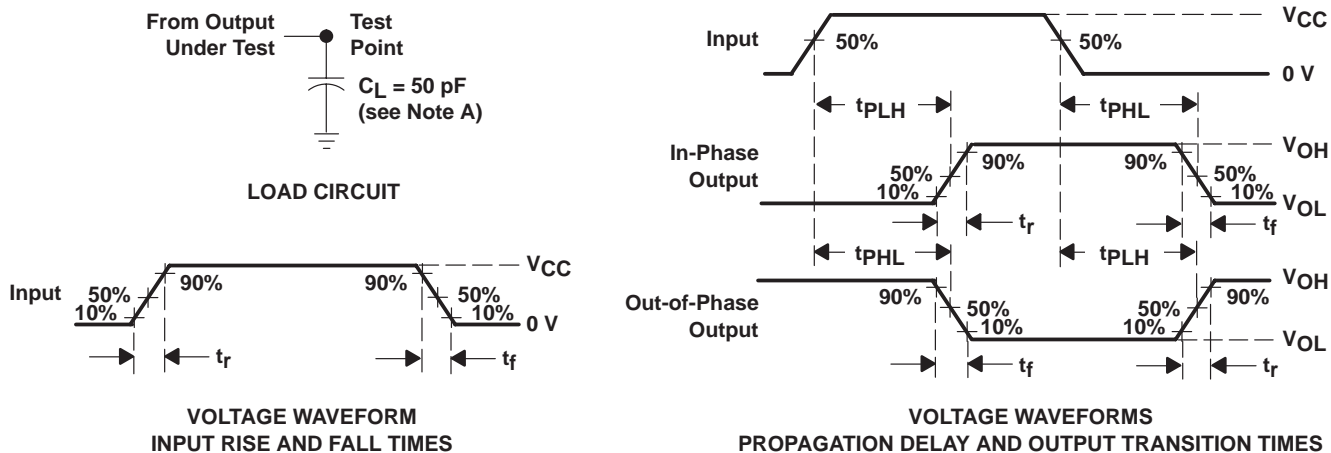 From Output
Under Test
Test
Point
CL = 50 pF
(see Note A)
LOAD CIRCUIT
Input
50%
10%
90%
90%
50%
10%
VCC
0 V
tr
tf
VOLTAGE WAVEFORM
INPUT RISE AND FALL TIMES
Input
50%
50%
VCC
0 V
tPLH
tPHL
In-Phase
Output
50%
10%
90%
90%
50%
10%
VOH
VOL
tr
tf
tPHL
tPLH
Out-of-Phase
Output
90%
50%
10%
50%
10%
90%
VOH
VOL
tf
tr
VOLTAGE WAVEFORMS
PROPAGATION DELAY AND OUTPUT TRANSITION TIMES